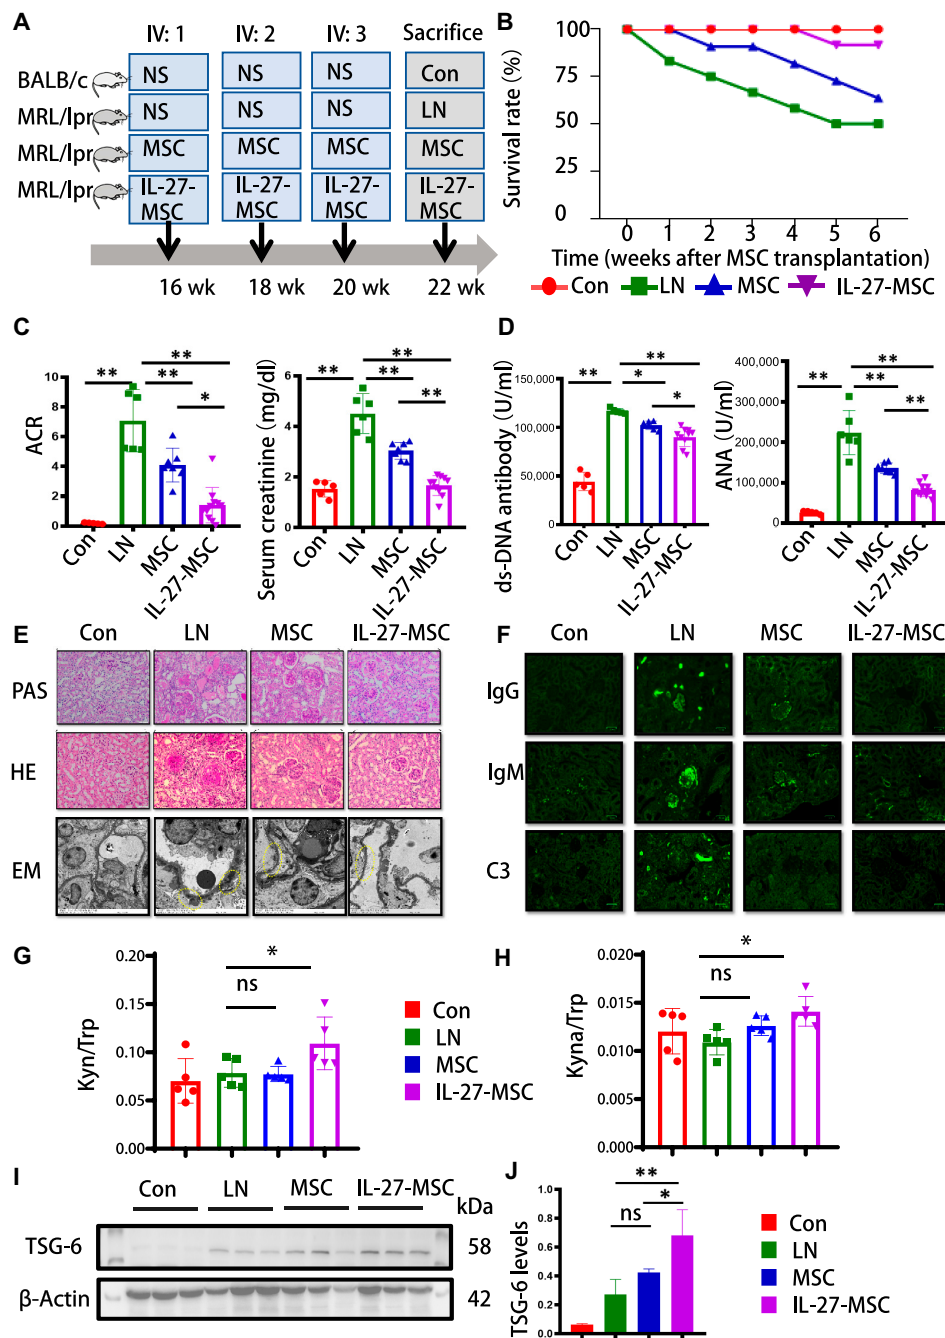 A
IV: 1 IV: 2 IV: 3 Sacrifice
BALB/c NS NS NS Con
MRL/lpr NS NS NS LN
MRL/lpr MSC MSC MSC MSC
MRL/lpr IL-27-MSC IL-27-MSC IL-27-MSC IL-27-MSC
16 wk 18 wk 20 wk 22 wk
B
Survival rate (%)
100
75
50
25
0
0 1 2 3 4 5 6
Time (weeks after MSC transplantation)
Con LN MSC IL-27-MSC
C
ACR
10
8
6
4
2
0
** ** ** *
Con LN MSC IL-27-MSC
Serum creatinine (mg/dl)
6
4
2
0
** ** ** **
Con LN MSC IL-27-MSC
D
ds-DNA antibody (U/ml)
150,000
100,000
50,000
0
** * ** *
Con LN MSC IL-27-MSC
ANA (U/ml)
400,000
300,000
200,000
100,000
0
** ** ** **
Con LN MSC IL-27-MSC
E
Con LN MSC IL-27-MSC
PAS
HE
EM
F
Con LN MSC IL-27-MSC
IgG
IgM
C3
G
Kyn/Trp
0.20
0.15
0.10
0.05
0.00
*
ns
Con
LN
MSC
IL-27-MSC
H
Kyna/Trp
0.020
0.015
0.010
0.005
0.000
*
ns
I
Con LN MSC IL-27-MSC kDa
TSG-6 58
β-Actin 42
J
TSG-6 levels
1.0
0.8
0.6
0.4
0.2
0.0
**
*
ns
Con
LN
MSC
IL-27-MSC